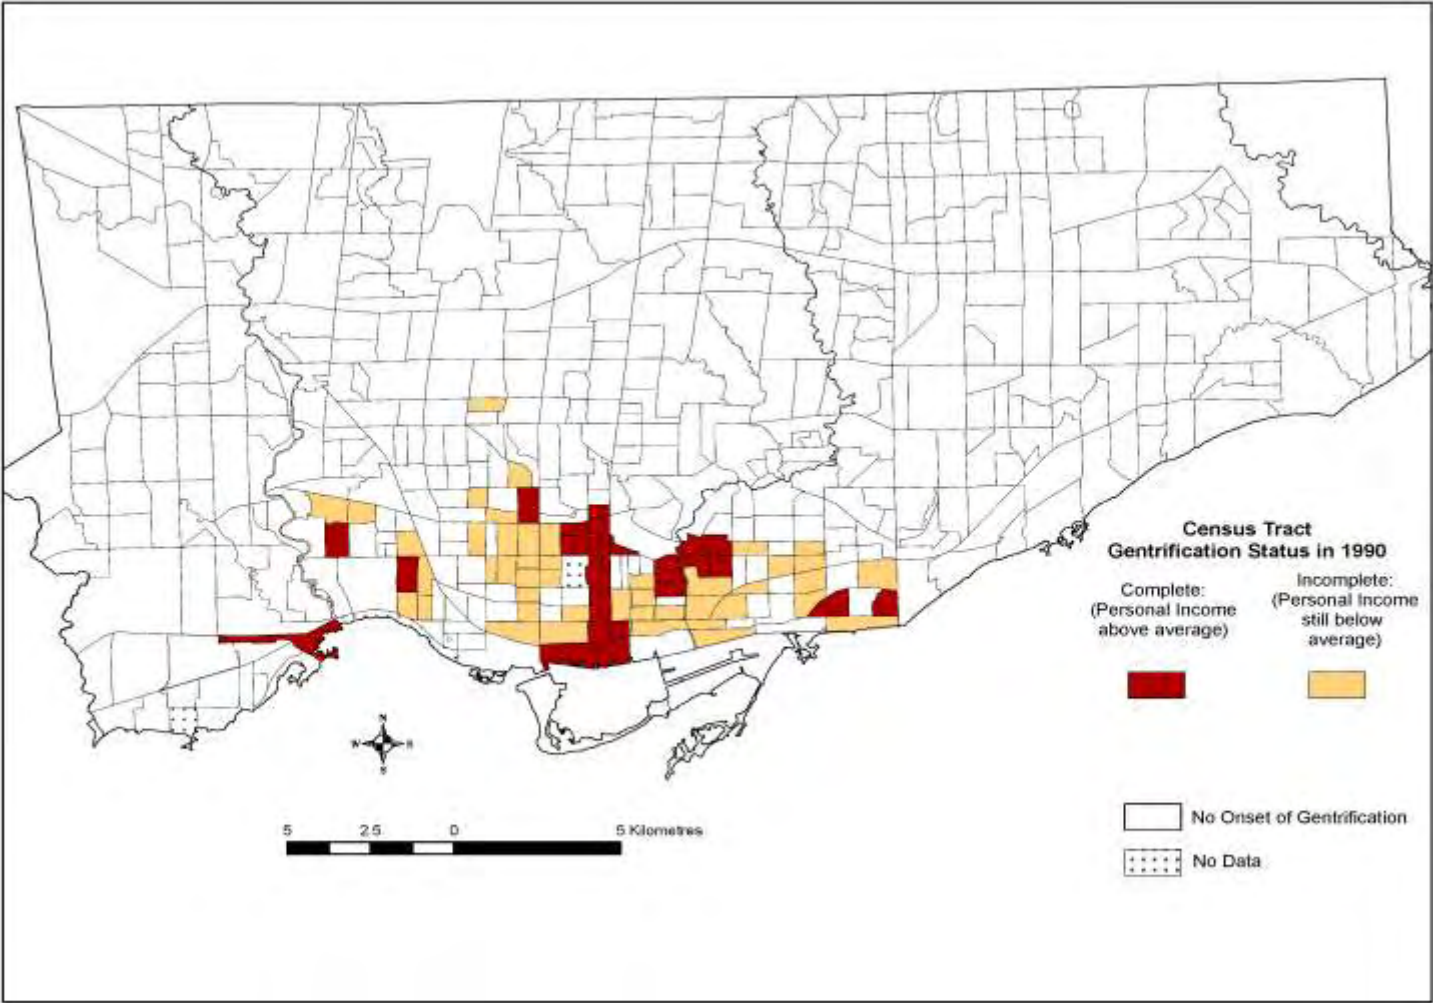 Census Tract
Gentrification Status in 1990
Complete:
(Personal Income
above average)
Incomplete:
(Personal Income
still below
average)
N
W
S
5 2.5 0 5 Kilometres
No Onset of Gentrification
No Data